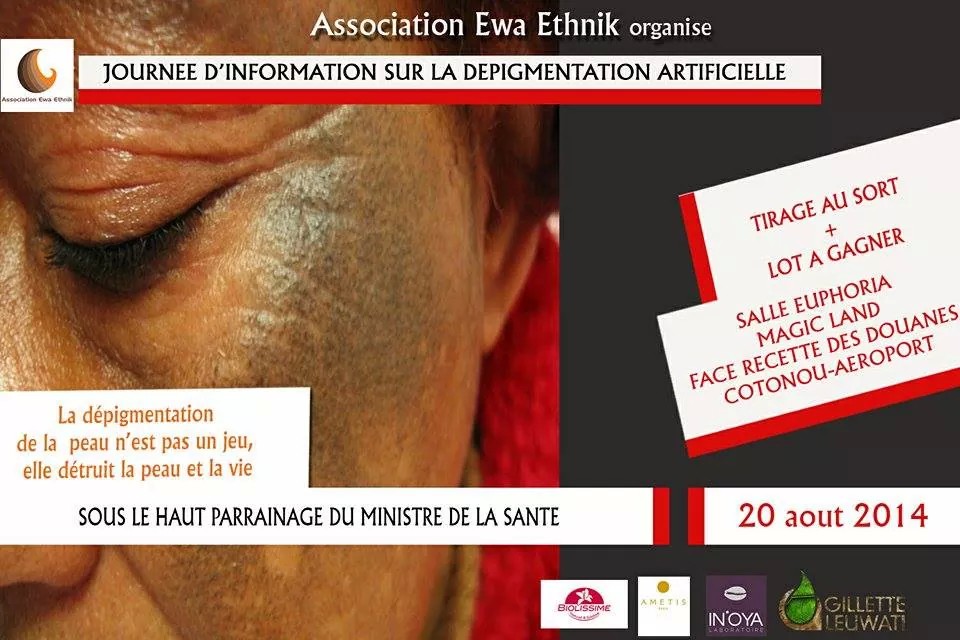 Association Ewa Ethnik organise
Association Ewa Ethnik
JOURNEE D'INFORMATION SUR LA DEPIGMENTATION ARTIFICIELLE
TIRAGE AU SORT
+
LOT A GAGNER
SALLE EUPHORIA
MAGIC LAND
FACE RECETTE DES DOUANES
COTONOU-AEROPORT
La dépigmentation
de la peau n'est pas un jeu,
elle détruit la peau et la vie
SOUS LE HAUT PARRAINAGE DU MINISTRE DE LA SANTE
20 aout 2014
BIOLISSIME
AMETIS
PARIS
IN'OYA
LABORATOIRE
GILLETTE
LEUWAT!